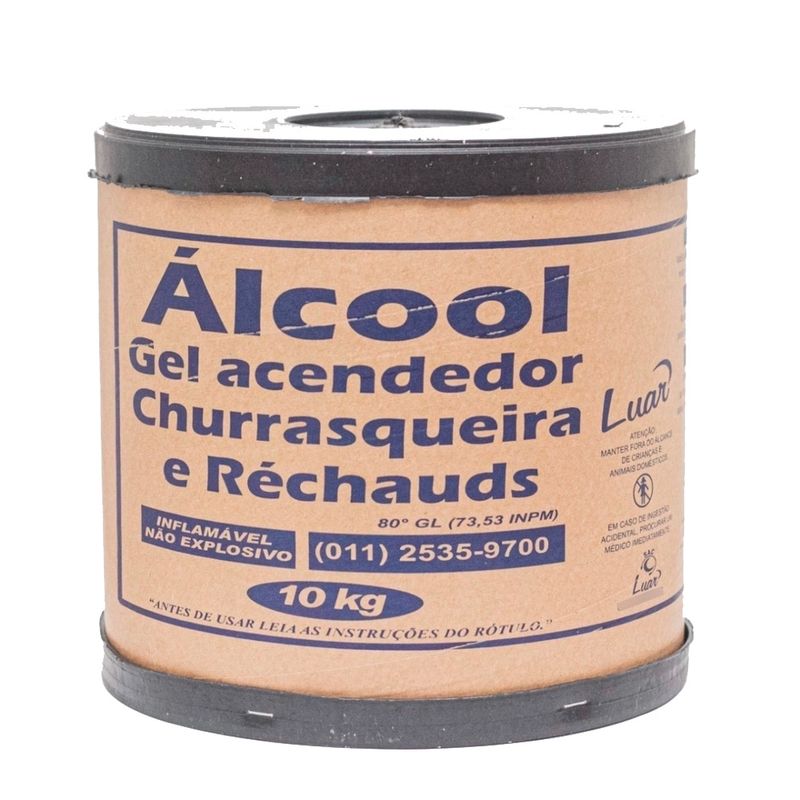 Álcool
Gel acendedor
Churrasqueira
e Réchauds
80º GL (73,53 INPM)
INFLAMÁVEL
NÃO EXPLOSIVO
(011) 2535-9700
10 kg
“ANTES DE USAR LEIA AS INSTRUÇÕES DO RÓTULO.”
Luar
ATENÇÃO:
MANTER FORA DO ALCANCE
DE CRIANÇAS E
ANIMAIS DOMÉSTICOS.
EM CASO DE INGESTÃO
ACIDENTAL, PROCURAR UM
MÉDICO IMEDIATAMENTE.
Luar